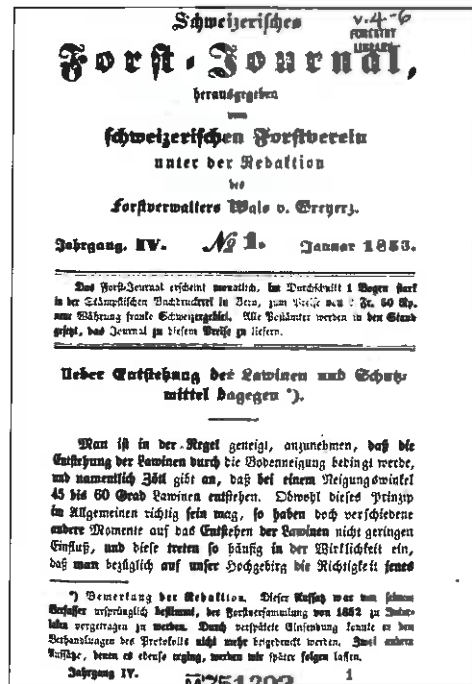 Schweizerisches
v. 4-6
FORESTRY
LIBRARY
Forst-Journal,
herausgegeben
vom
schweizerischen Forstverein
unter der Redaktion
des
Forstverwalters Walo v. Greyerz.
Jahrgang. IV. № 1. Januar 1853.
Das Forst-Journal erscheint monatlich, im Durchschnitt 1 Bogen stark
in der Stämpflischen Buchdruckerei in Bern, zum Preise von Fr. 60 Rp.
neue Währung franko Schweizergebiet. Alle Postämter werden in den Stand
gesetzt, das Journal zu diesem Preise zu liefern.
Ueber Entstehung der Lawinen und Schutz-
mittel dagegen *).
Man ist in der Regel geneigt, anzunehmen, daß die
Entstehung der Lawinen durch die Bodenneigung bedingt werde,
und namentlich Zötl gibt an, daß bei einem Neigungswinkel
45 bis 60 Grad Lawinen entstehen. Obwohl dieses Prinzip
im Allgemeinen richtig sein mag, so haben doch verschiedene
andere Momente auf das Entstehen der Lawinen nicht geringen
Einfluß, und diese treten so häufig in der Wirklichkeit ein,
daß man bezüglich auf unser Hochgebirg die Richtigkeit jenes
*) Bemerkung der Redaktion. Dieser Aufsatz war von seinem
Verfasser ursprünglich bestimmt, der Forstversammlung von 1852 zu Inter-
laken vorgetragen zu werden. Durch verspätete Einsendung konnte er den
Verhandlungen des Protokolls nicht mehr beigedruckt werden. Zwei andere
Aufsätze, denen es ebenso erging, werden wir später folgen lassen.
Jahrgang IV. 1